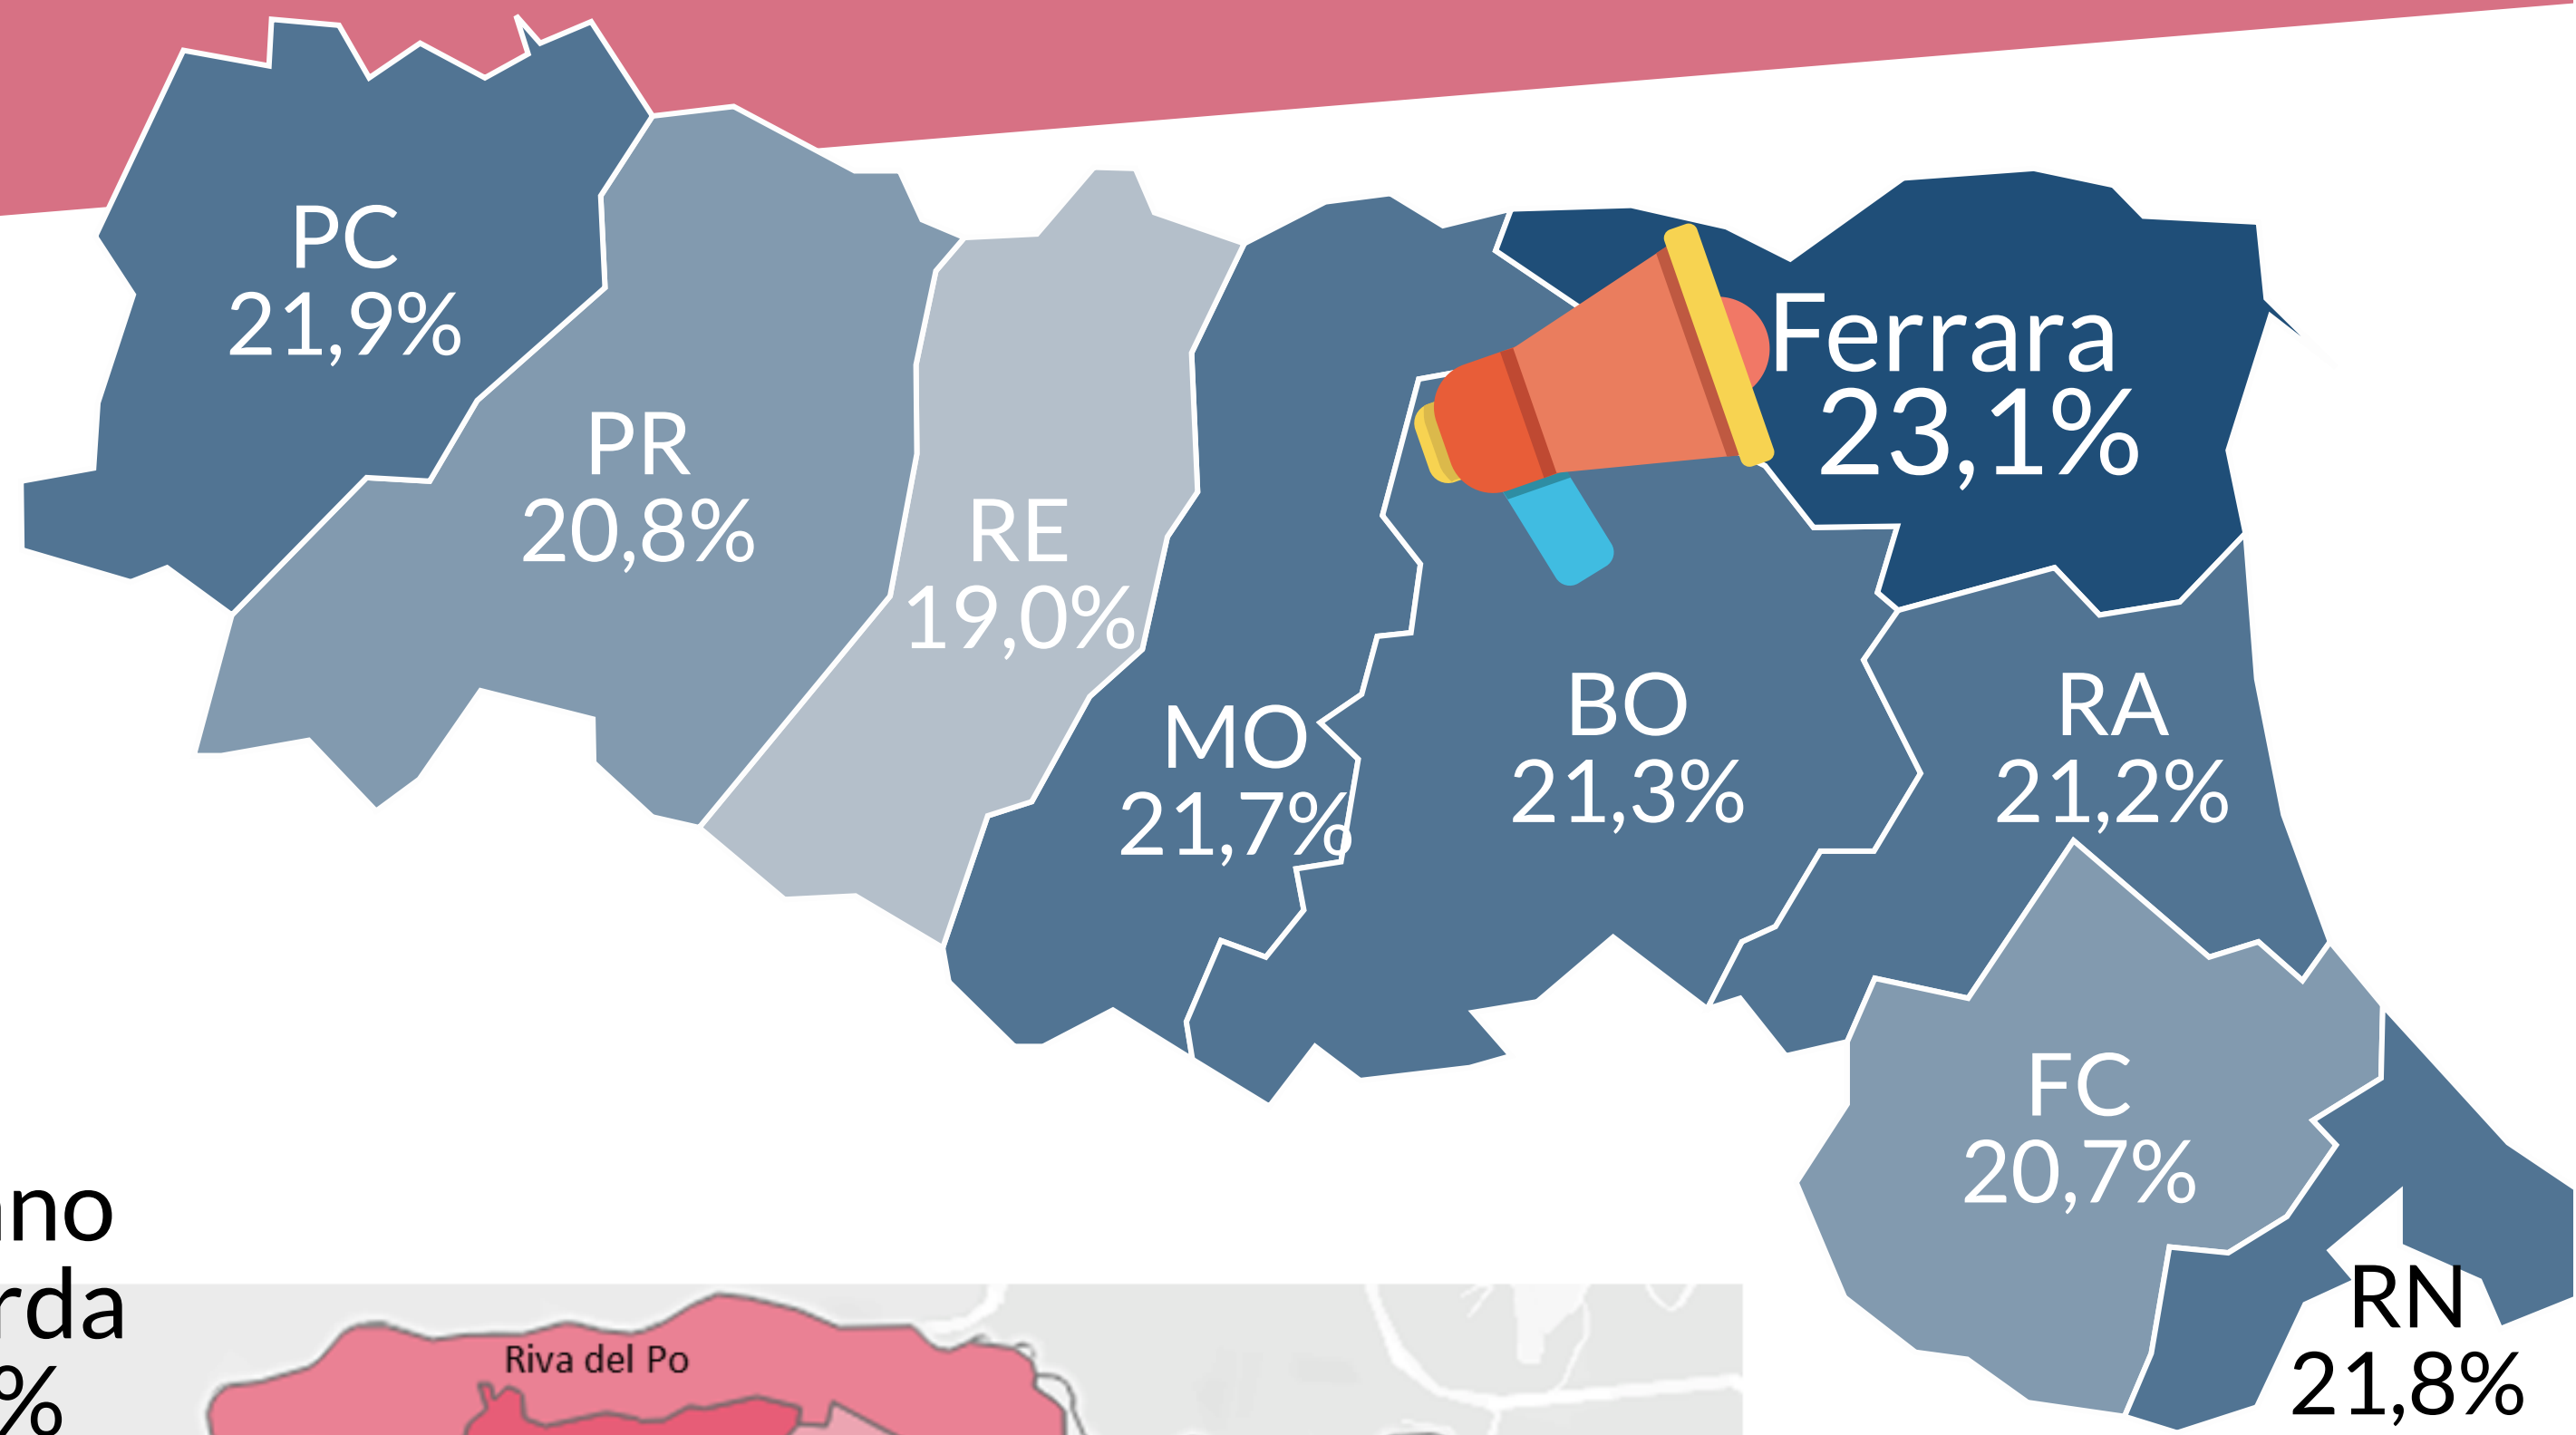 PC
21,9%
PR
20,8%
RE
19,0%
MO
21,7%
Ferrara
23,1%
BO
21,3%
RA
21,2%
FC
20,7%
RN
21,8%
Riva del Po